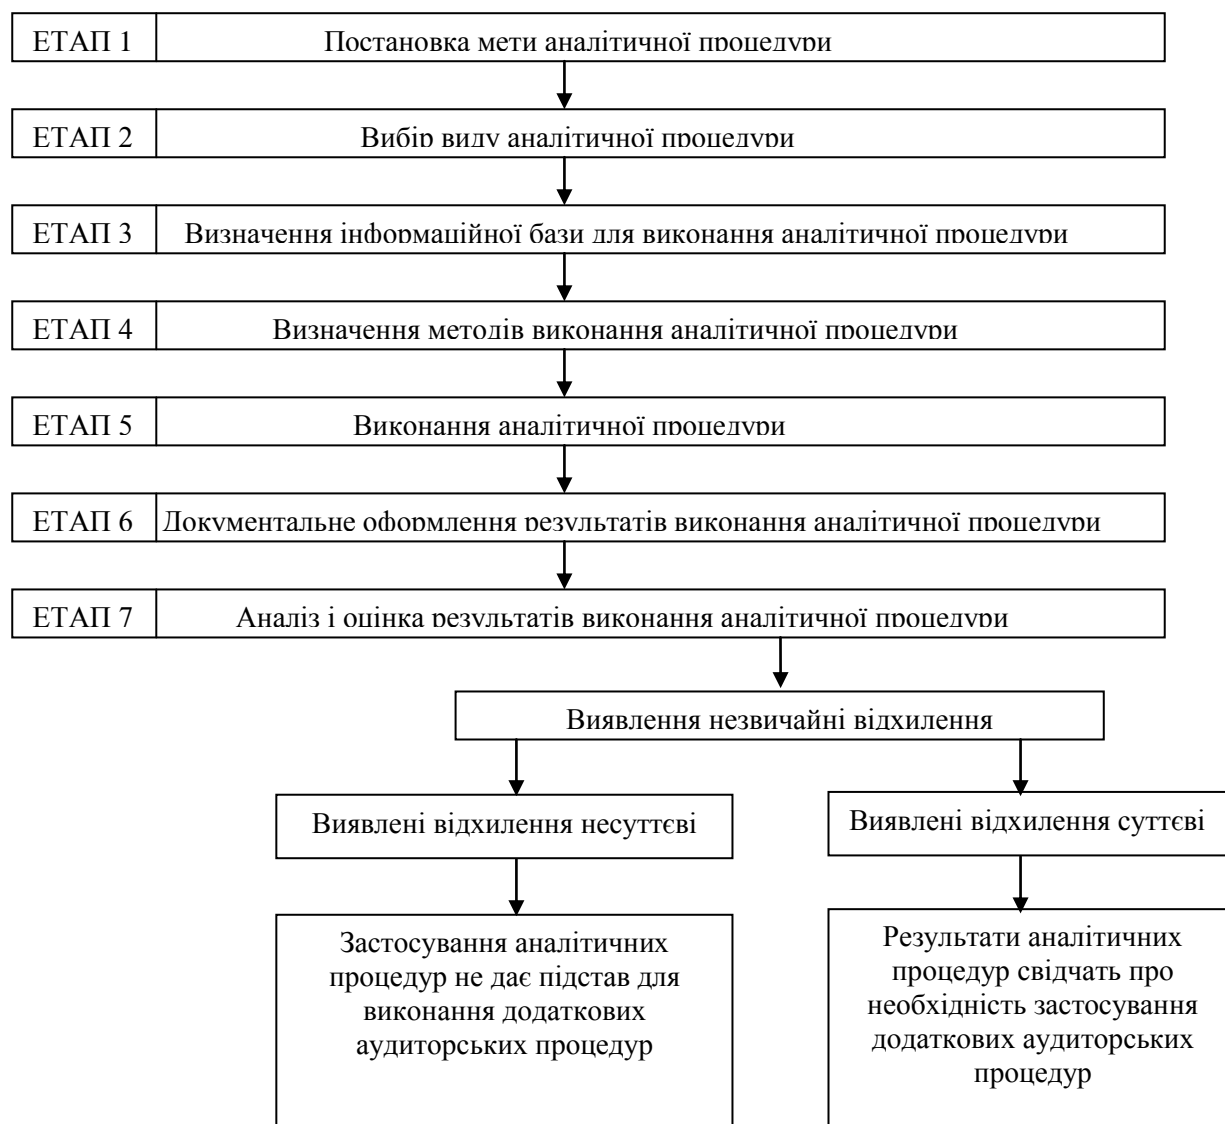 ЕТАП 1 Постановка мети аналітичної процедури
ЕТАП 2 Вибір виду аналітичної процедури
ЕТАП 3 Визначення інформаційної бази для виконання аналітичної процедури
ЕТАП 4 Визначення методів виконання аналітичної процедури
ЕТАП 5 Виконання аналітичної процедури
ЕТАП 6 Документальне оформлення результатів виконання аналітичної процедури
ЕТАП 7 Аналіз і оцінка результатів виконання аналітичної процедури
Виявлення незвичайні відхилення
Виявлені відхилення несуттєві
Виявлені відхилення суттєві
Застосування аналітичних
процедур не дає підстав для
виконання додаткових
аудиторських процедур
Результати аналітичних
процедур свідчать про
необхідність застосування
додаткових аудиторських
процедур